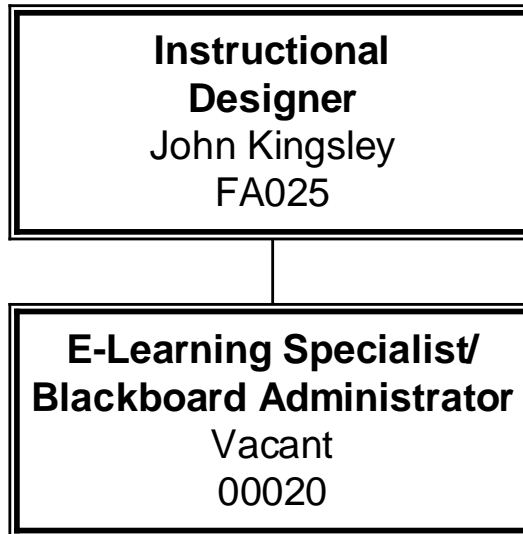 Instructional
Designer
John Kingsley
FA025
E-Learning Specialist/
Blackboard Administrator
Vacant
00020